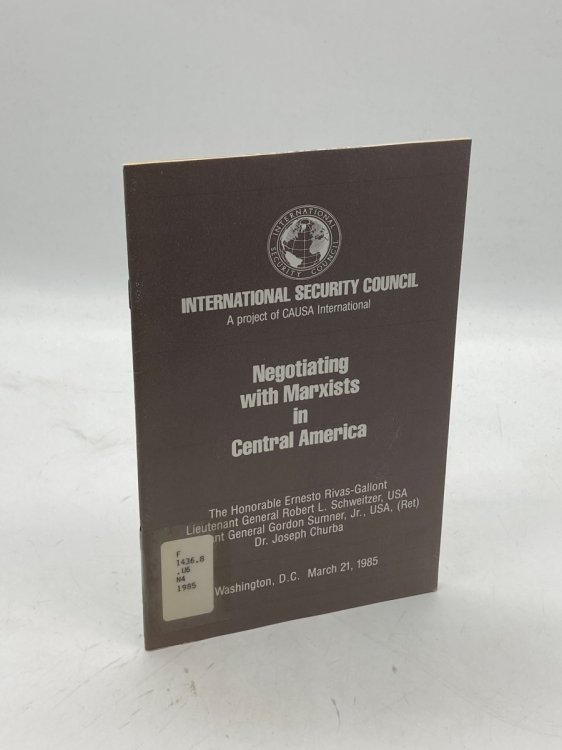 INTERNATIONAL SECURITY COUNCIL
INTERNATIONAL SECURITY COUNCIL
A project of CAUSA International
Negotiating
with Marxists
in
Central America
The Honorable Ernesto Rivas-Gallont
Lieutenant General Robert L. Schweitzer, USA
ant General Gordon Sumner, Jr., USA, (Ret)
Dr. Joseph Churba
F
1436.8
.U6
N4
1985
Washington, D.C. March 21, 1985